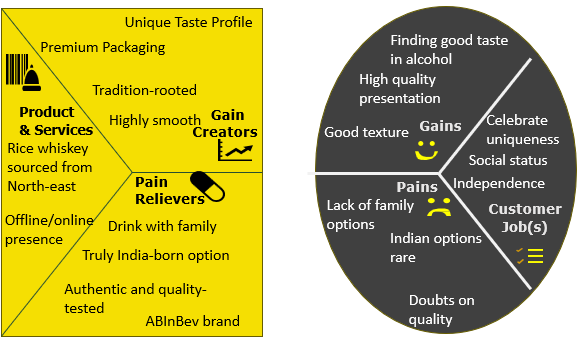 Unique Taste Profile
Premium Packaging
Tradition-rooted
Highly smooth
Gain
Creators
Product
& Services
Rice whiskey
sourced from
North-east
Offline/online
presence
Pain
Relievers
Drink with family
Truly India-born option
Authentic and quality-
tested
ABInBev brand
Finding good taste
in alcohol
High quality
presentation
Good texture
Gains
Celebrate
uniqueness
Social status
Independence
Customer
Job(s)
Pains
Lack of family
options
Indian options
rare
Doubts on
quality